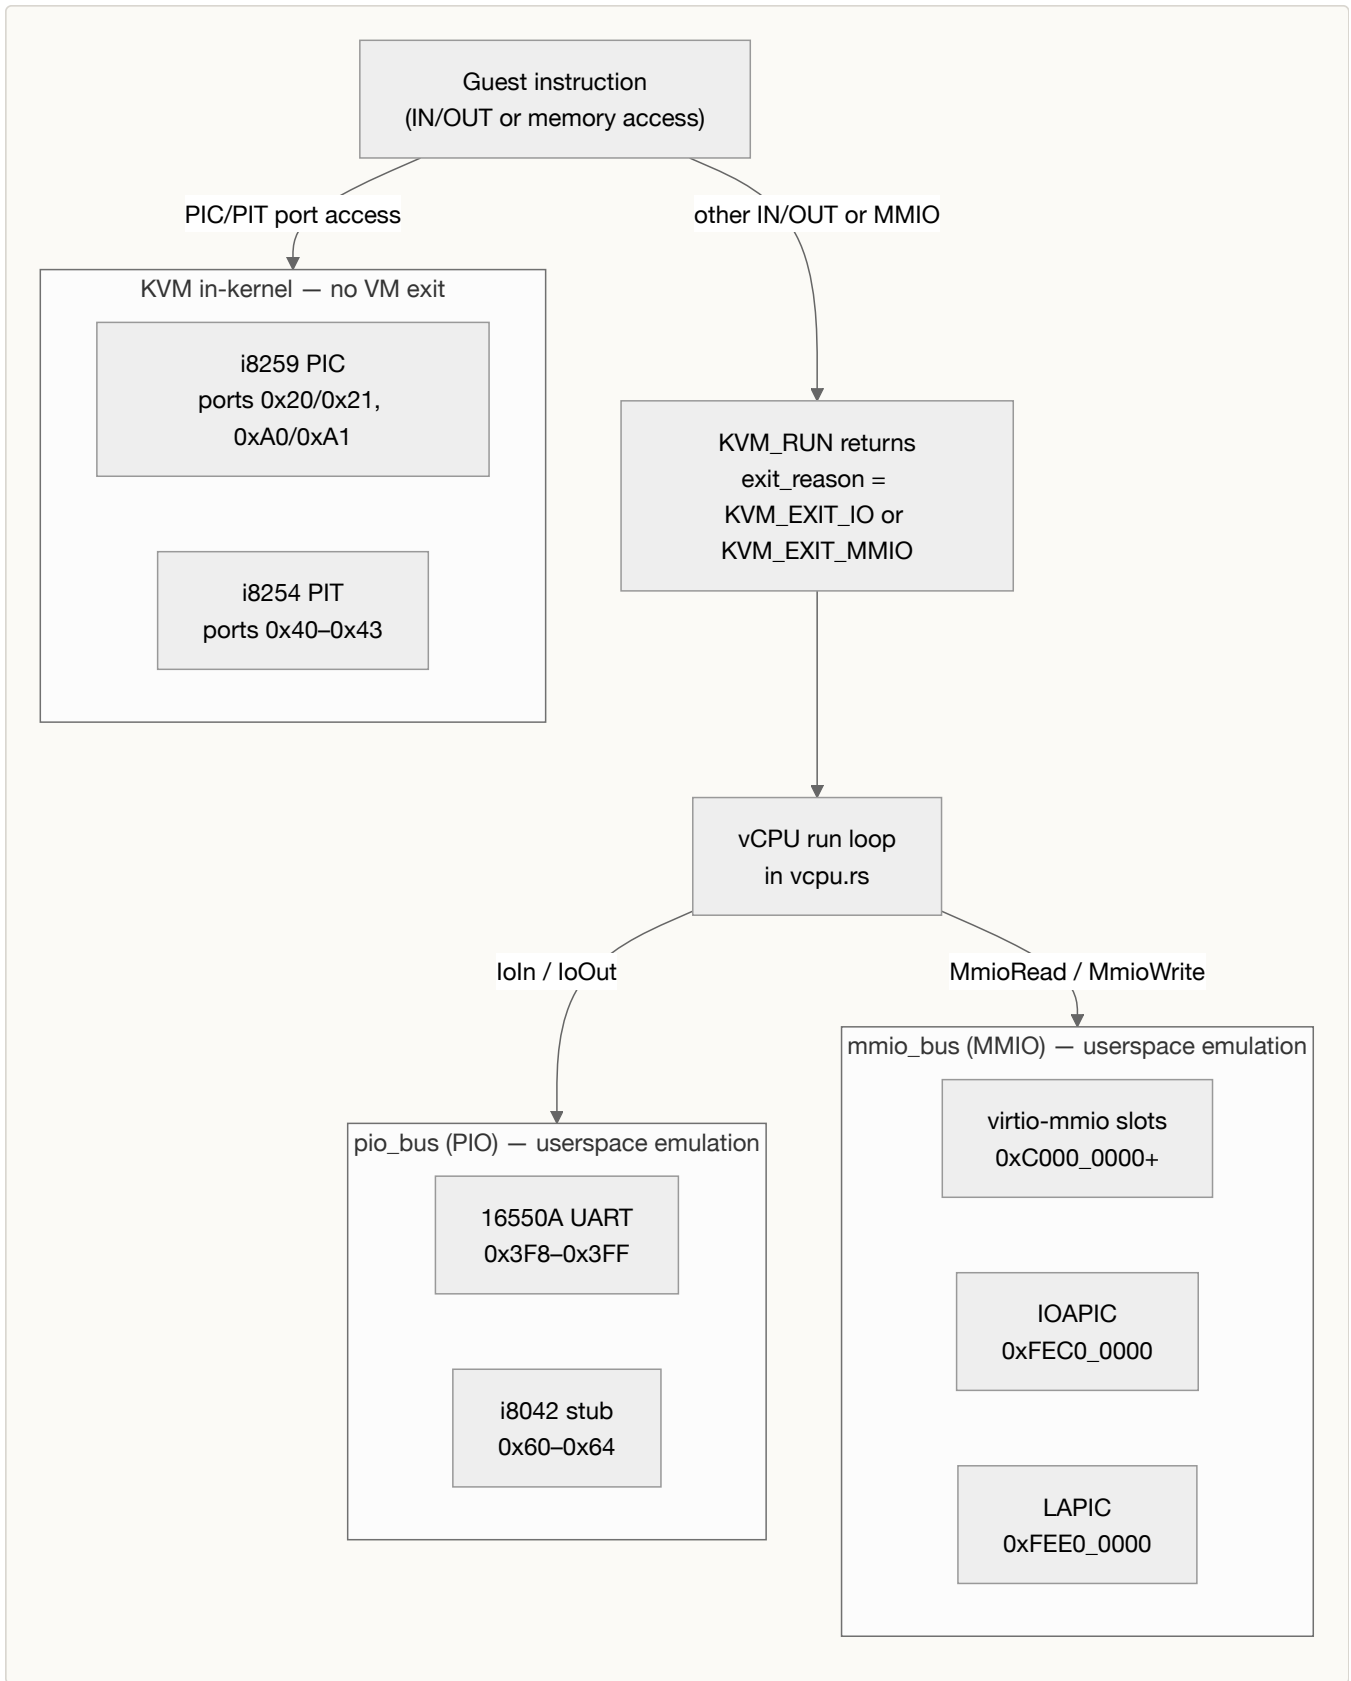 Guest instruction
(IN/OUT or memory access)
PIC/PIT port access
other IN/OUT or MMIO
KVM in-kernel — no VM exit
i8259 PIC
ports 0x20/0x21,
0xA0/0xA1
i8254 PIT
ports 0x40–0x43
KVM_RUN returns
exit_reason =
KVM_EXIT_IO or
KVM_EXIT_MMIO
vCPU run loop
in vcpu.rs
IoIn / IoOut
MmioRead / MmioWrite
pio_bus (PIO) — userspace emulation
16550A UART
0x3F8–0x3FF
i8042 stub
0x60–0x64
mmio_bus (MMIO) — userspace emulation
virtio-mmio slots
0xC000_0000+
IOAPIC
0xFEC0_0000
LAPIC
0xFEE0_0000